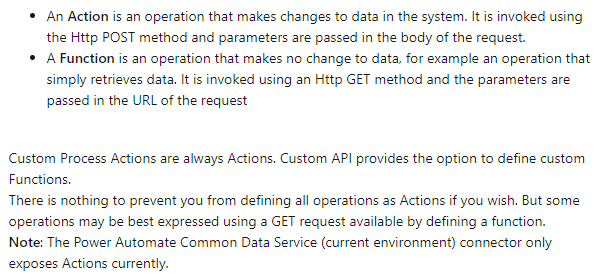 • An Action is an operation that makes changes to data in the system. It is invoked using
the Http POST method and parameters are passed in the body of the request.
• A Function is an operation that makes no change to data, for example an operation that
simply retrieves data. It is invoked using an Http GET method and the parameters are
passed in the URL of the request
Custom Process Actions are always Actions. Custom API provides the option to define custom
Functions.
There is nothing to prevent you from defining all operations as Actions if you wish. But some
operations may be best expressed using a GET request available by defining a function.
Note: The Power Automate Common Data Service (current environment) connector only
exposes Actions currently.